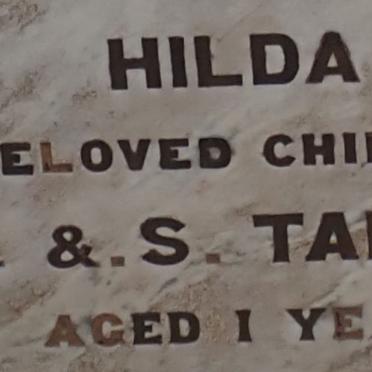 HILDA
ELOVED CHI
. & . S . TA
AGED 1 YE